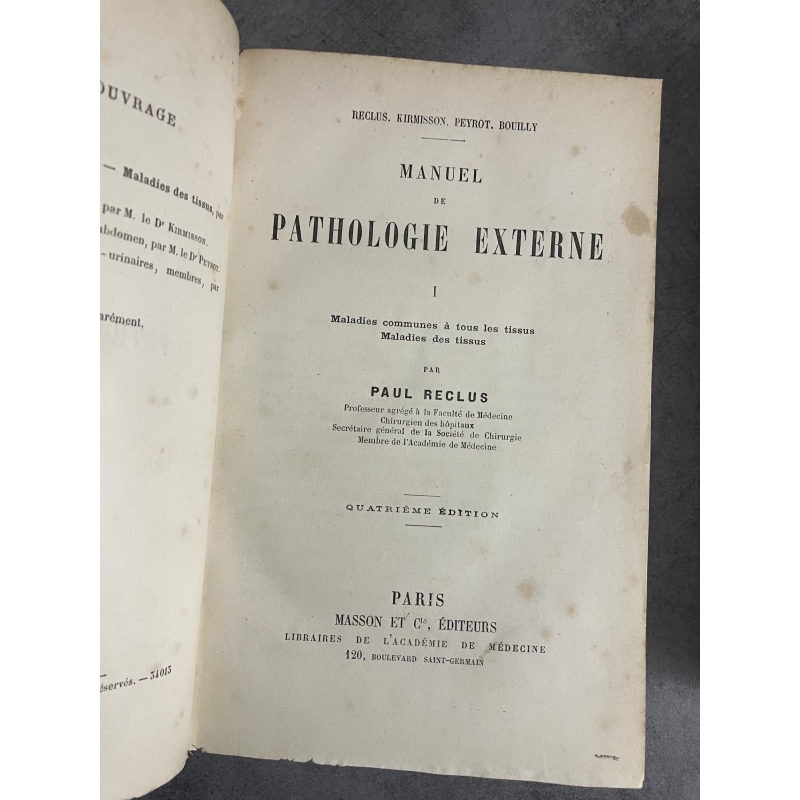 OUVRAGE
— Maladies des tissus, par
par M. le Dr KIRMISSON.
abdomen, par M. le Dr PEYROT.
-urinaires, membres, par
arément.
éservés. — 34013
RECLUS. KIRMISSON. PEYROT. BOUILLY
MANUEL
DE
PATHOLOGIE EXTERNE
I
Maladies communes à tous les tissus
Maladies des tissus
PAR
PAUL RECLUS
Professeur agrégé à la Faculté de Médecine
Chirurgien des hôpitaux
Secrétaire général de la Société de Chirurgie
Membre de l'Académie de Médecine
QUATRIÈME ÉDITION
PARIS
MASSON ET Cie, ÉDITEURS
LIBRAIRES DE L'ACADÉMIE DE MÉDECINE
120, BOULEVARD SAINT-GERMAIN